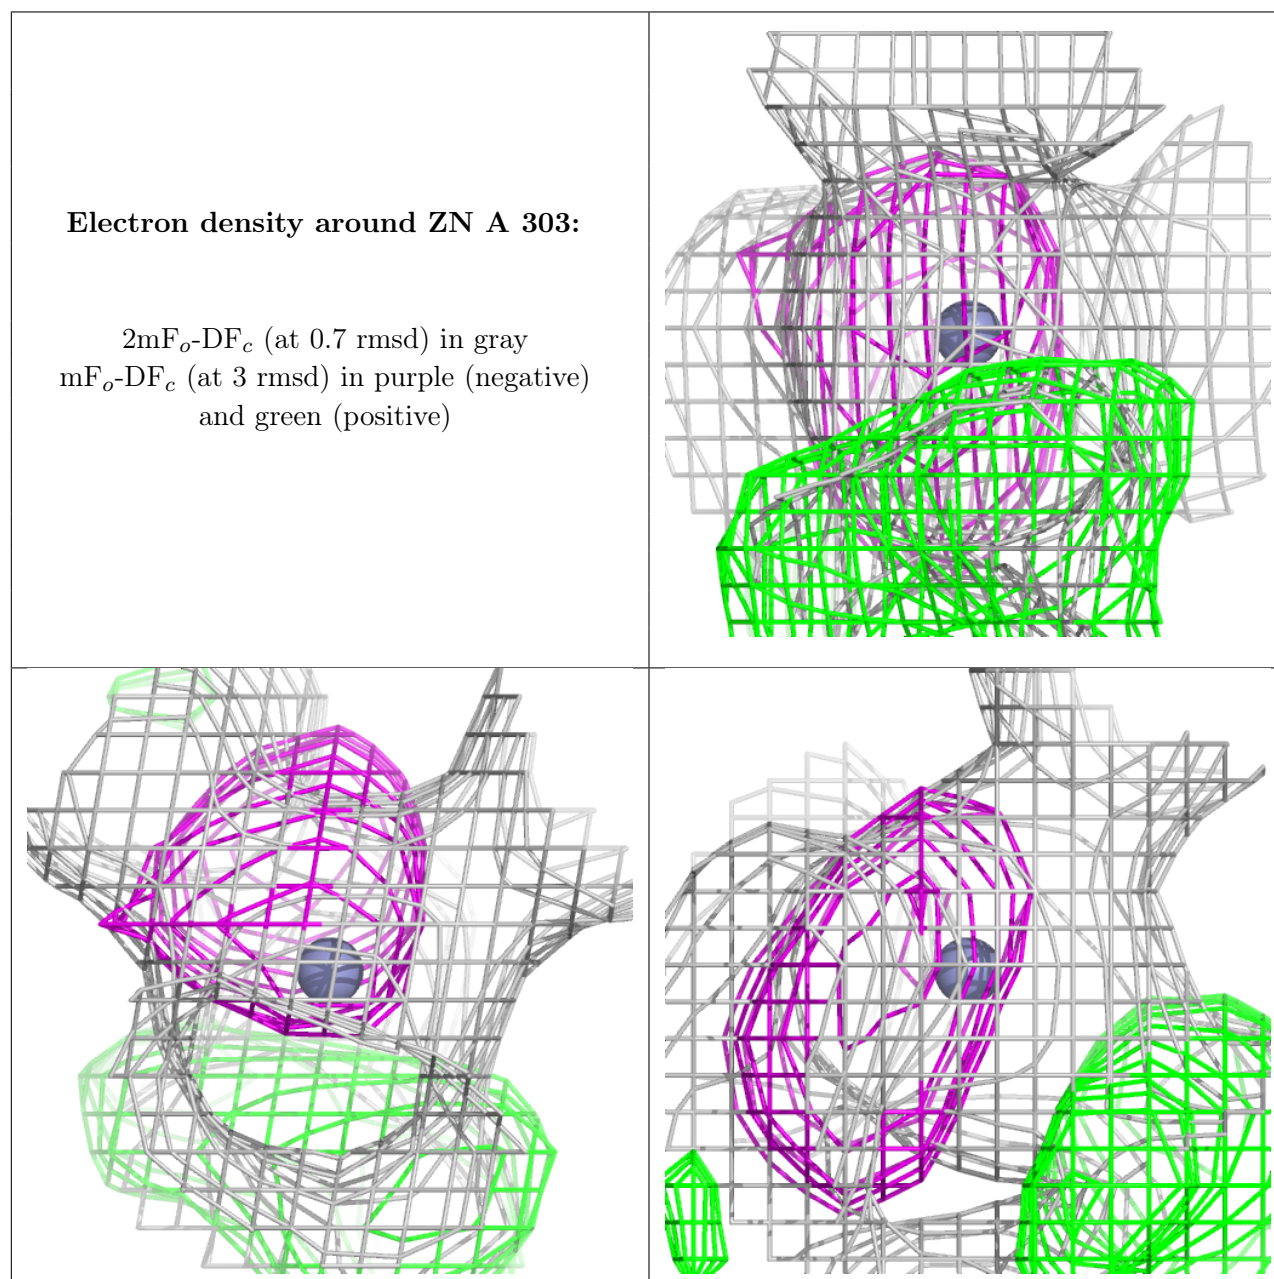 Electron density around ZN A 303:
2mFo-DFc (at 0.7 rmsd) in gray
mFo-DFc (at 3 rmsd) in purple (negative)
and green (positive)